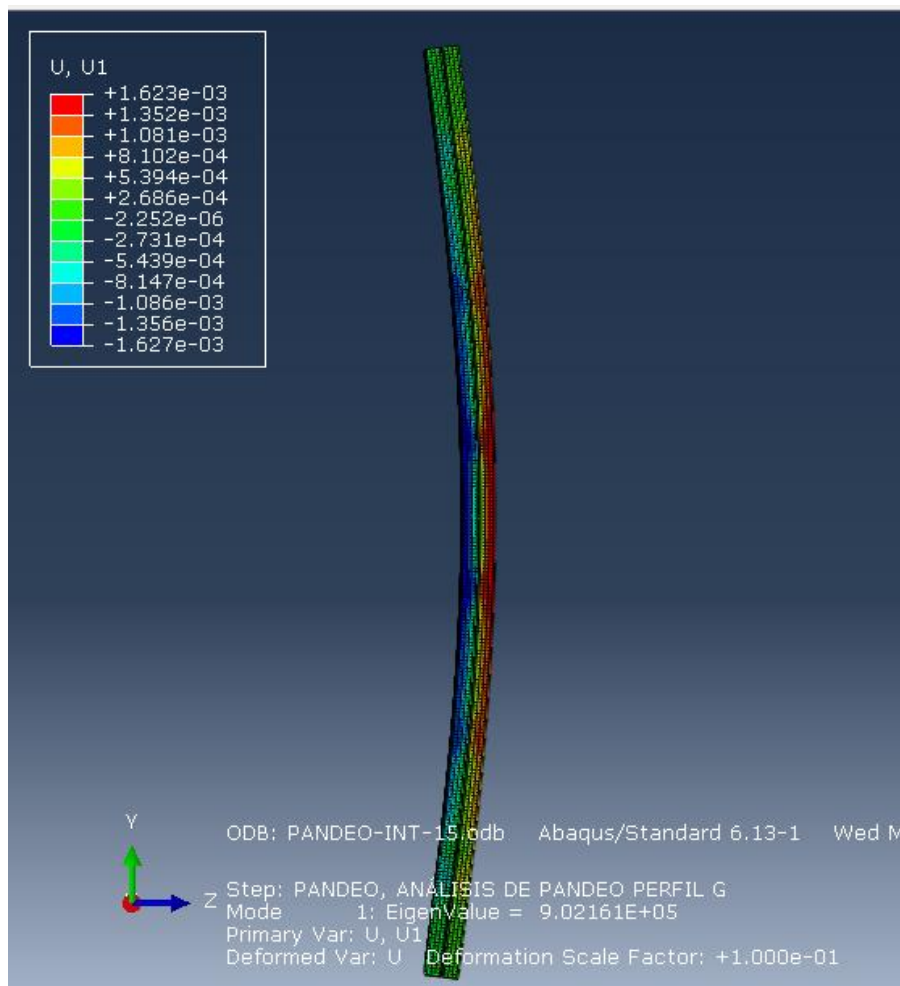 U, U1
+1.623e-03
+1.352e-03
+1.081e-03
+8.102e-04
+5.394e-04
+2.686e-04
-2.252e-06
-2.731e-04
-5.439e-04
-8.147e-04
-1.086e-03
-1.356e-03
-1.627e-03
Y
Z
ODB: PANDEO-INT-15.odb Abaqus/Standard 6.13-1 Wed M
Step: PANDEO, ANÁLISIS DE PANDEO PERFIL G
Mode 1: EigenValue = 9.02161E+05
Primary Var: U, U1
Deformed Var: U Deformation Scale Factor: +1.000e-01